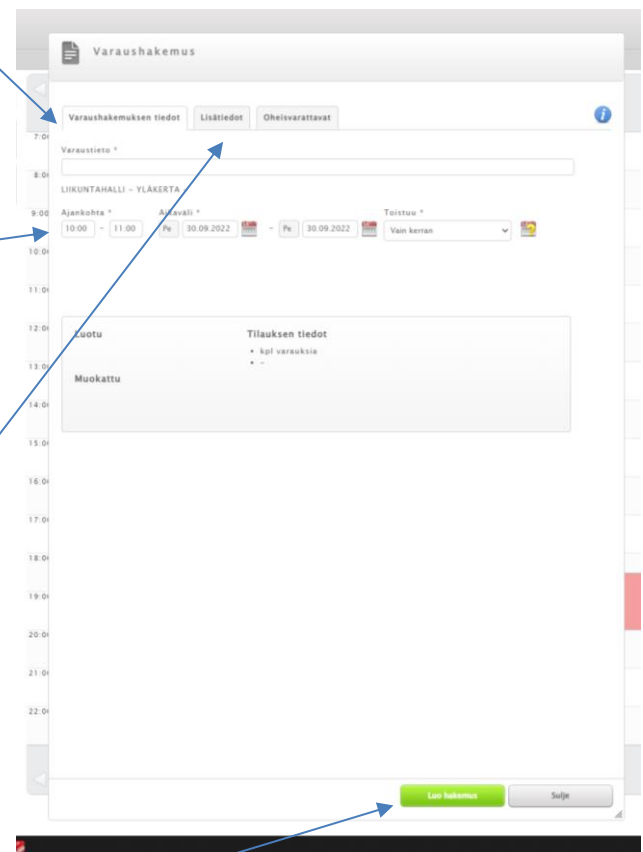 Varaushakemus
Varaushakemuksen tiedot Lisätiedot Oheisvarattavat
7:00
Varaustieto *
8:00
LIIKUNTAHALLI - YLÄKERTA
9:00 Ajankohta * Aikaväli * Toistuu *
10:00 - 11:00 Pe 30.09.2022 - Pe 30.09.2022 Vain kerran
10:00
11:00
12:00
Luotu Tilauksen tiedot
• kpl varauksia
• -
13:00
Muokattu
14:00
15:00
16:00
17:00
18:00
19:00
20:00
21:00
22:00
Luo hakemus Sulje